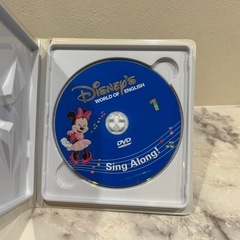 Disney's
WORLD OF ENGLISH
1
DVD
Sing Along!